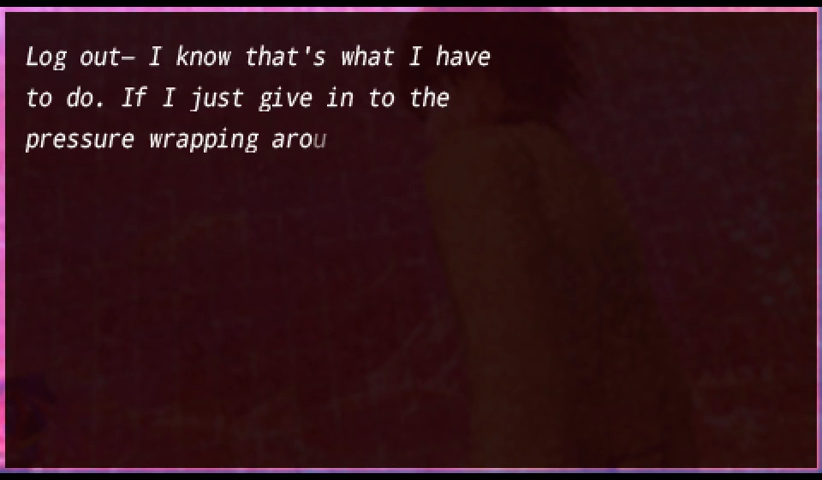 Log out— I know that's what I have
to do. If I just give in to the
pressure wrapping arou